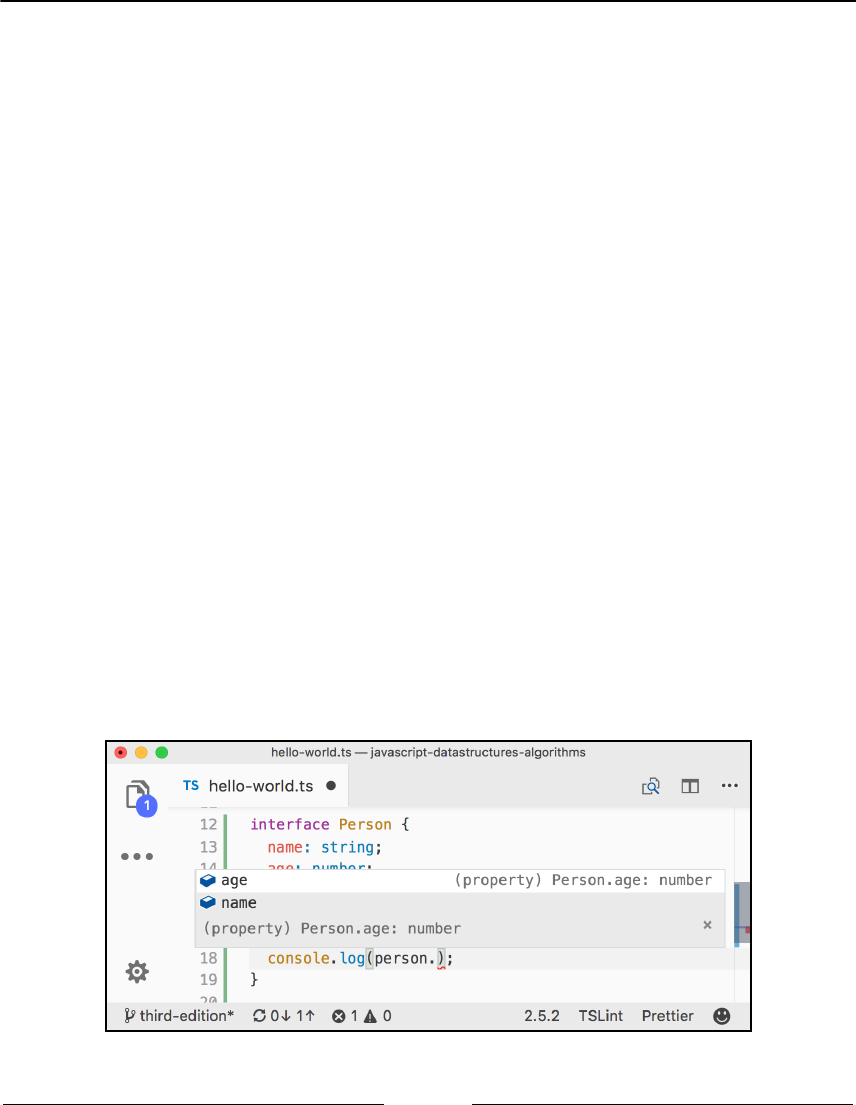 hello-world.ts — javascript-datastructures-algorithms
TS hello-world.ts
1
12 interface Person {
13 name: string;
14 age: number;
age (property) Person.age: number
name
(property) Person.age: number ×
18 console.log(person.);
19 }
20
third-edition* 0↓ 1↑ 1 0 2.5.2 TSLint Prettier